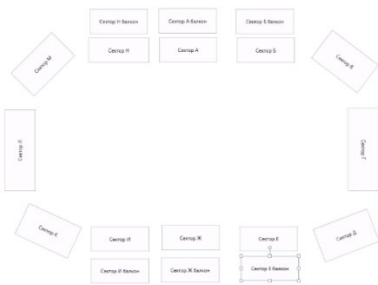 Сектор Н балкон
Сектор А балкон
Сектор Б балкон
Сектор Н
Сектор А
Сектор Б
Сектор М
Сектор В
Сектор Л
Сектор Г
Сектор К
Сектор Д
Сектор И
Сектор Ж
Сектор Е
Сектор И балкон
Сектор Ж балкон
Сектор Е балкон